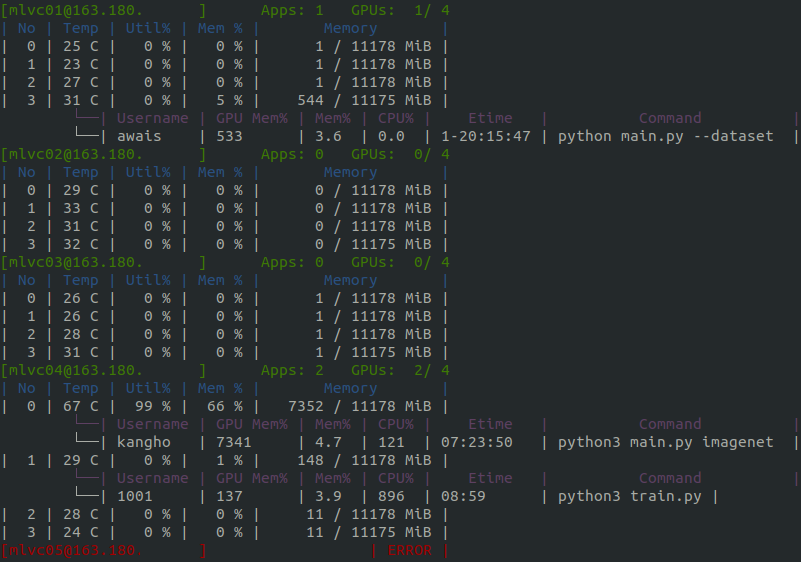 [mlvc01@163.180.      ]      Apps: 1   GPUs:  1/ 4
| No | Temp | Util% | Mem % |       Memory       |
|  0 | 25 C |   0 % |   0 % |      1 / 11178 MiB |
|  1 | 23 C |   0 % |   0 % |      1 / 11178 MiB |
|  2 | 27 C |   0 % |   0 % |      1 / 11178 MiB |
|  3 | 31 C |   0 % |   5 % |    544 / 11175 MiB |
        └──| Username | GPU Mem% | Mem% | CPU% |    Etime   |          Command          |
        └──| awais    | 533      | 3.6  | 0.0  | 1-20:15:47 | python main.py --dataset  |
[mlvc02@163.180.      ]      Apps: 0   GPUs:  0/ 4
| No | Temp | Util% | Mem % |       Memory       |
|  0 | 29 C |   0 % |   0 % |      0 / 11178 MiB |
|  1 | 33 C |   0 % |   0 % |      0 / 11178 MiB |
|  2 | 31 C |   0 % |   0 % |      0 / 11178 MiB |
|  3 | 32 C |   0 % |   0 % |      0 / 11175 MiB |
[mlvc03@163.180.      ]      Apps: 0   GPUs:  0/ 4
| No | Temp | Util% | Mem % |       Memory       |
|  0 | 26 C |   0 % |   0 % |      1 / 11178 MiB |
|  1 | 26 C |   0 % |   0 % |      1 / 11178 MiB |
|  2 | 28 C |   0 % |   0 % |      1 / 11178 MiB |
|  3 | 31 C |   0 % |   0 % |      1 / 11175 MiB |
[mlvc04@163.180.      ]      Apps: 2   GPUs:  2/ 4
| No | Temp | Util% | Mem % |       Memory       |
|  0 | 67 C |  99 % |  66 % |   7352 / 11178 MiB |
        └──| Username | GPU Mem% | Mem% | CPU% |    Etime   |          Command          |
        └──| kangho   | 7341     | 4.7  | 121  | 07:23:50   | python3 main.py imagenet  |
|  1 | 29 C |   0 % |   1 % |    148 / 11178 MiB |
        └──| Username | GPU Mem% | Mem% | CPU% |    Etime   |          Command          |
        └──| 1001     | 137      | 3.9  | 896  | 08:59      | python3 train.py |
|  2 | 28 C |   0 % |   0 % |     11 / 11178 MiB |
|  3 | 24 C |   0 % |   0 % |     11 / 11175 MiB |
[mlvc05@163.180       ]                  | ERROR |